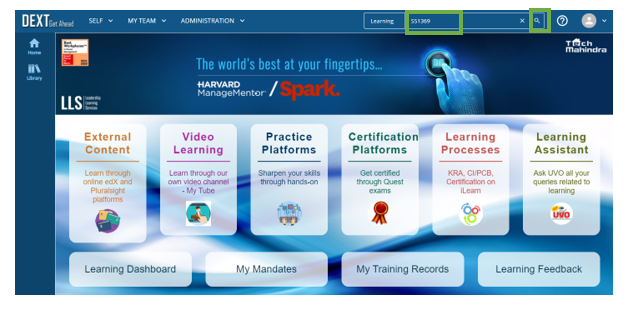 DEXT Get Ahead SELF MY TEAM ADMINISTRATION Learning SS1369 ×
Home
Library
Best
Workplaces™
TECH
mahindra
The world's best at your fingertips...
HARVARD
ManageMentor® / Spark.
LLS Leadership
Learning
Services
External
Content
Learn through
online edX and
Pluralsight
platforms
Video
Learning
Learn through our
own video channel
- My Tube
Practice
Platforms
Sharpen your skills
through hands-on
Certification
Platforms
Get certified
through Quest
exams
Learning
Processes
KRA, CI/PCB,
Certification on
iLearn
Learning
Assistant
Ask UVO all your
queries related to
learning
UVO
Learning Dashboard
My Mandates
My Training Records
Learning Feedback